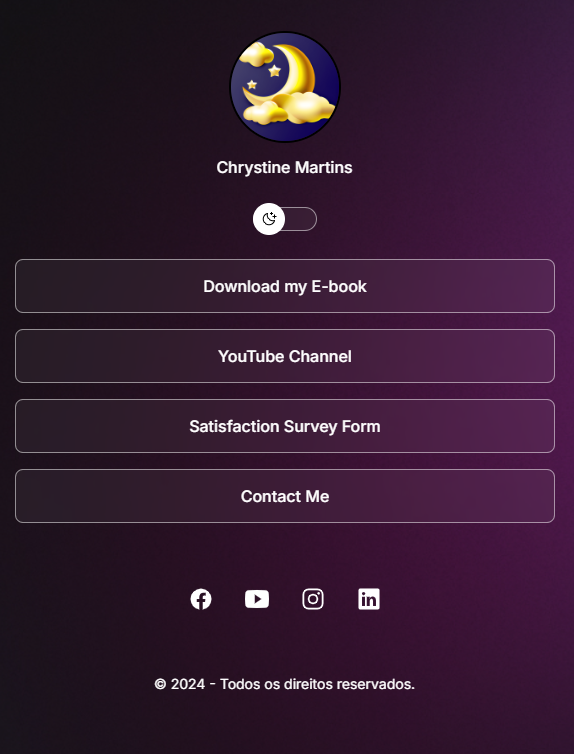 Chrystine Martins
Download my E-book
YouTube Channel
Satisfaction Survey Form
Contact Me
© 2024 - Todos os direitos reservados.